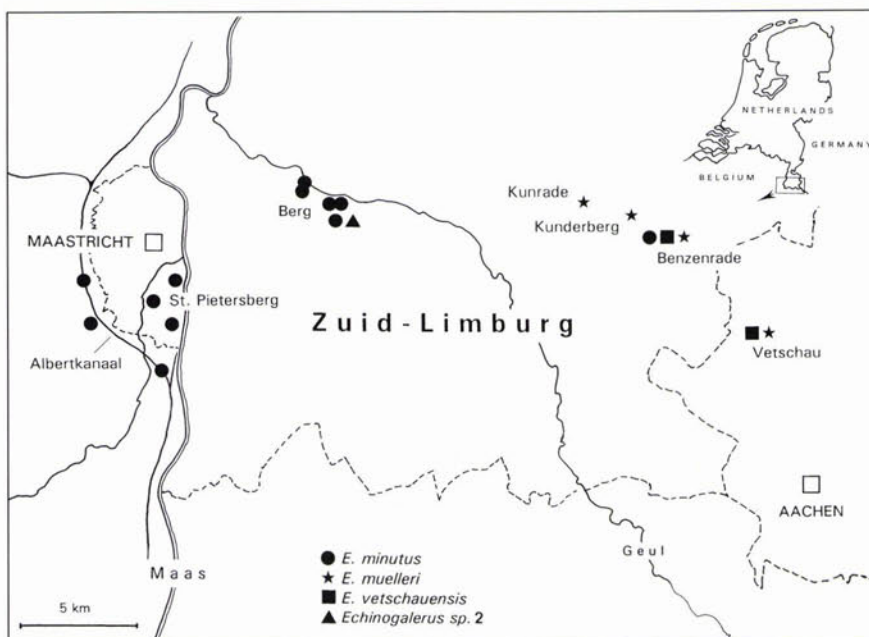 NETHERLANDS
GERMANY
BELGIUM
Kunrade
Kunderberg
Benzenrade
Berg
MAASTRICHT
St. Pietersberg
Zuid-Limburg
Vetschau
Albertkanaal
AACHEN
Geul
Maas
E. minutus
E. muelleri
E. vetschauensis
Echinogalerus sp. 2
5 km